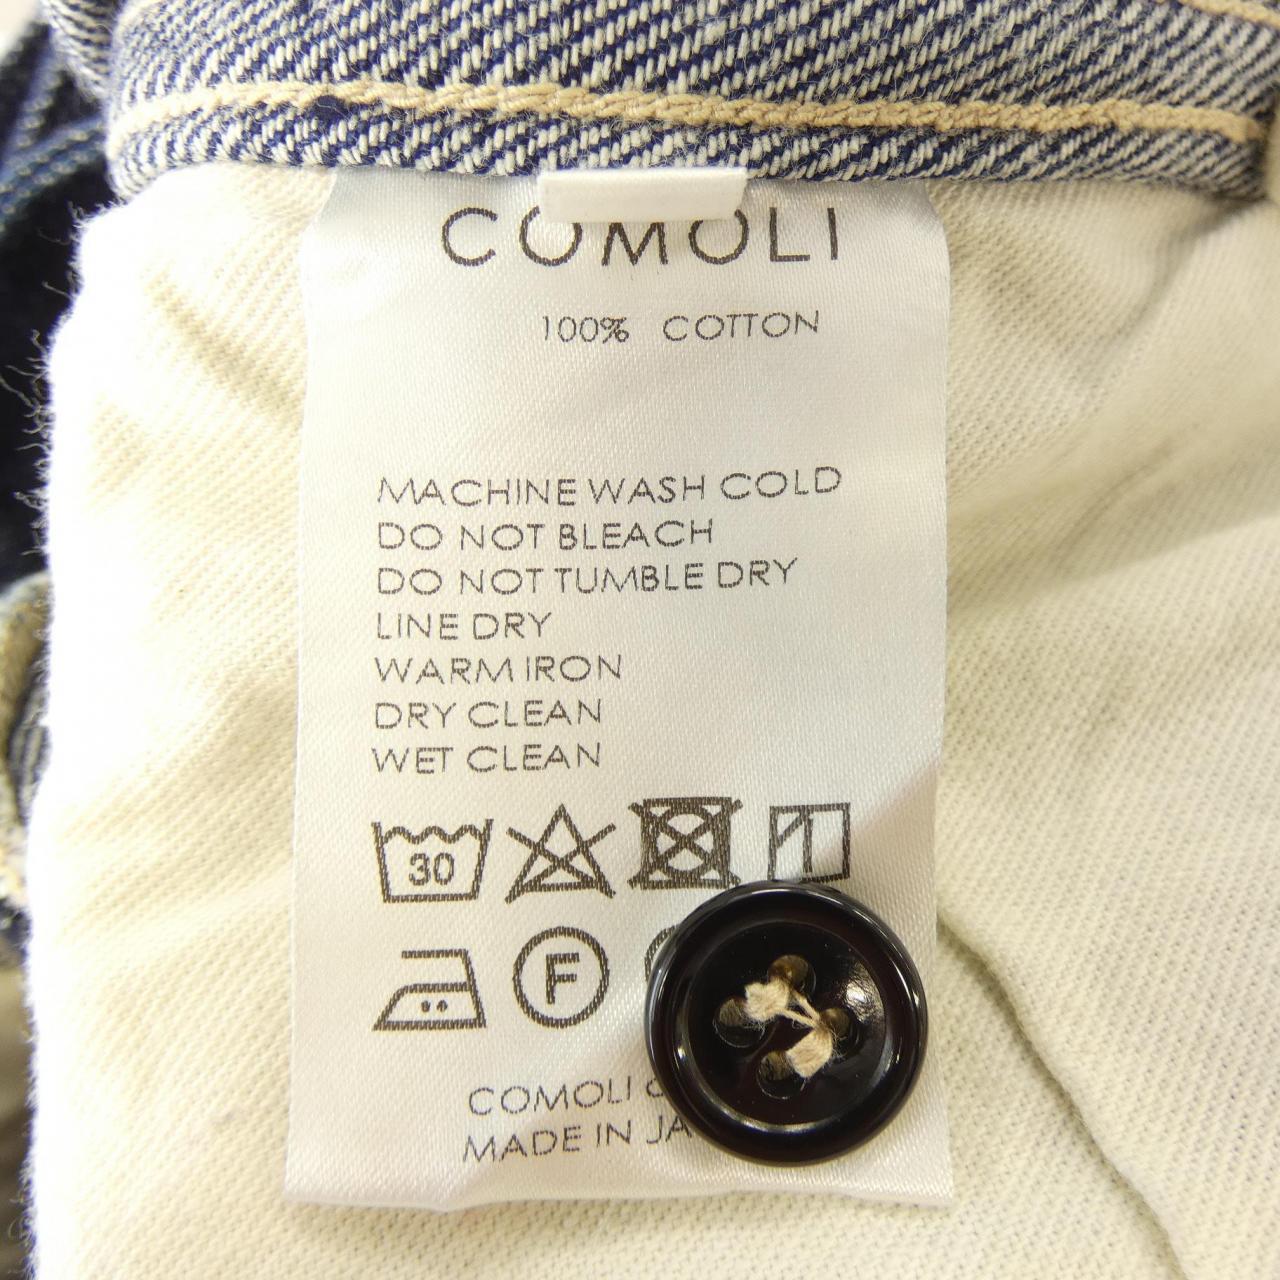 COMOLI
100% COTTON
MACHINE WASH COLD
DO NOT BLEACH
DO NOT TUMBLE DRY
LINE DRY
WARM IRON
DRY CLEAN
WET CLEAN
30
F
COMOLI
MADE IN